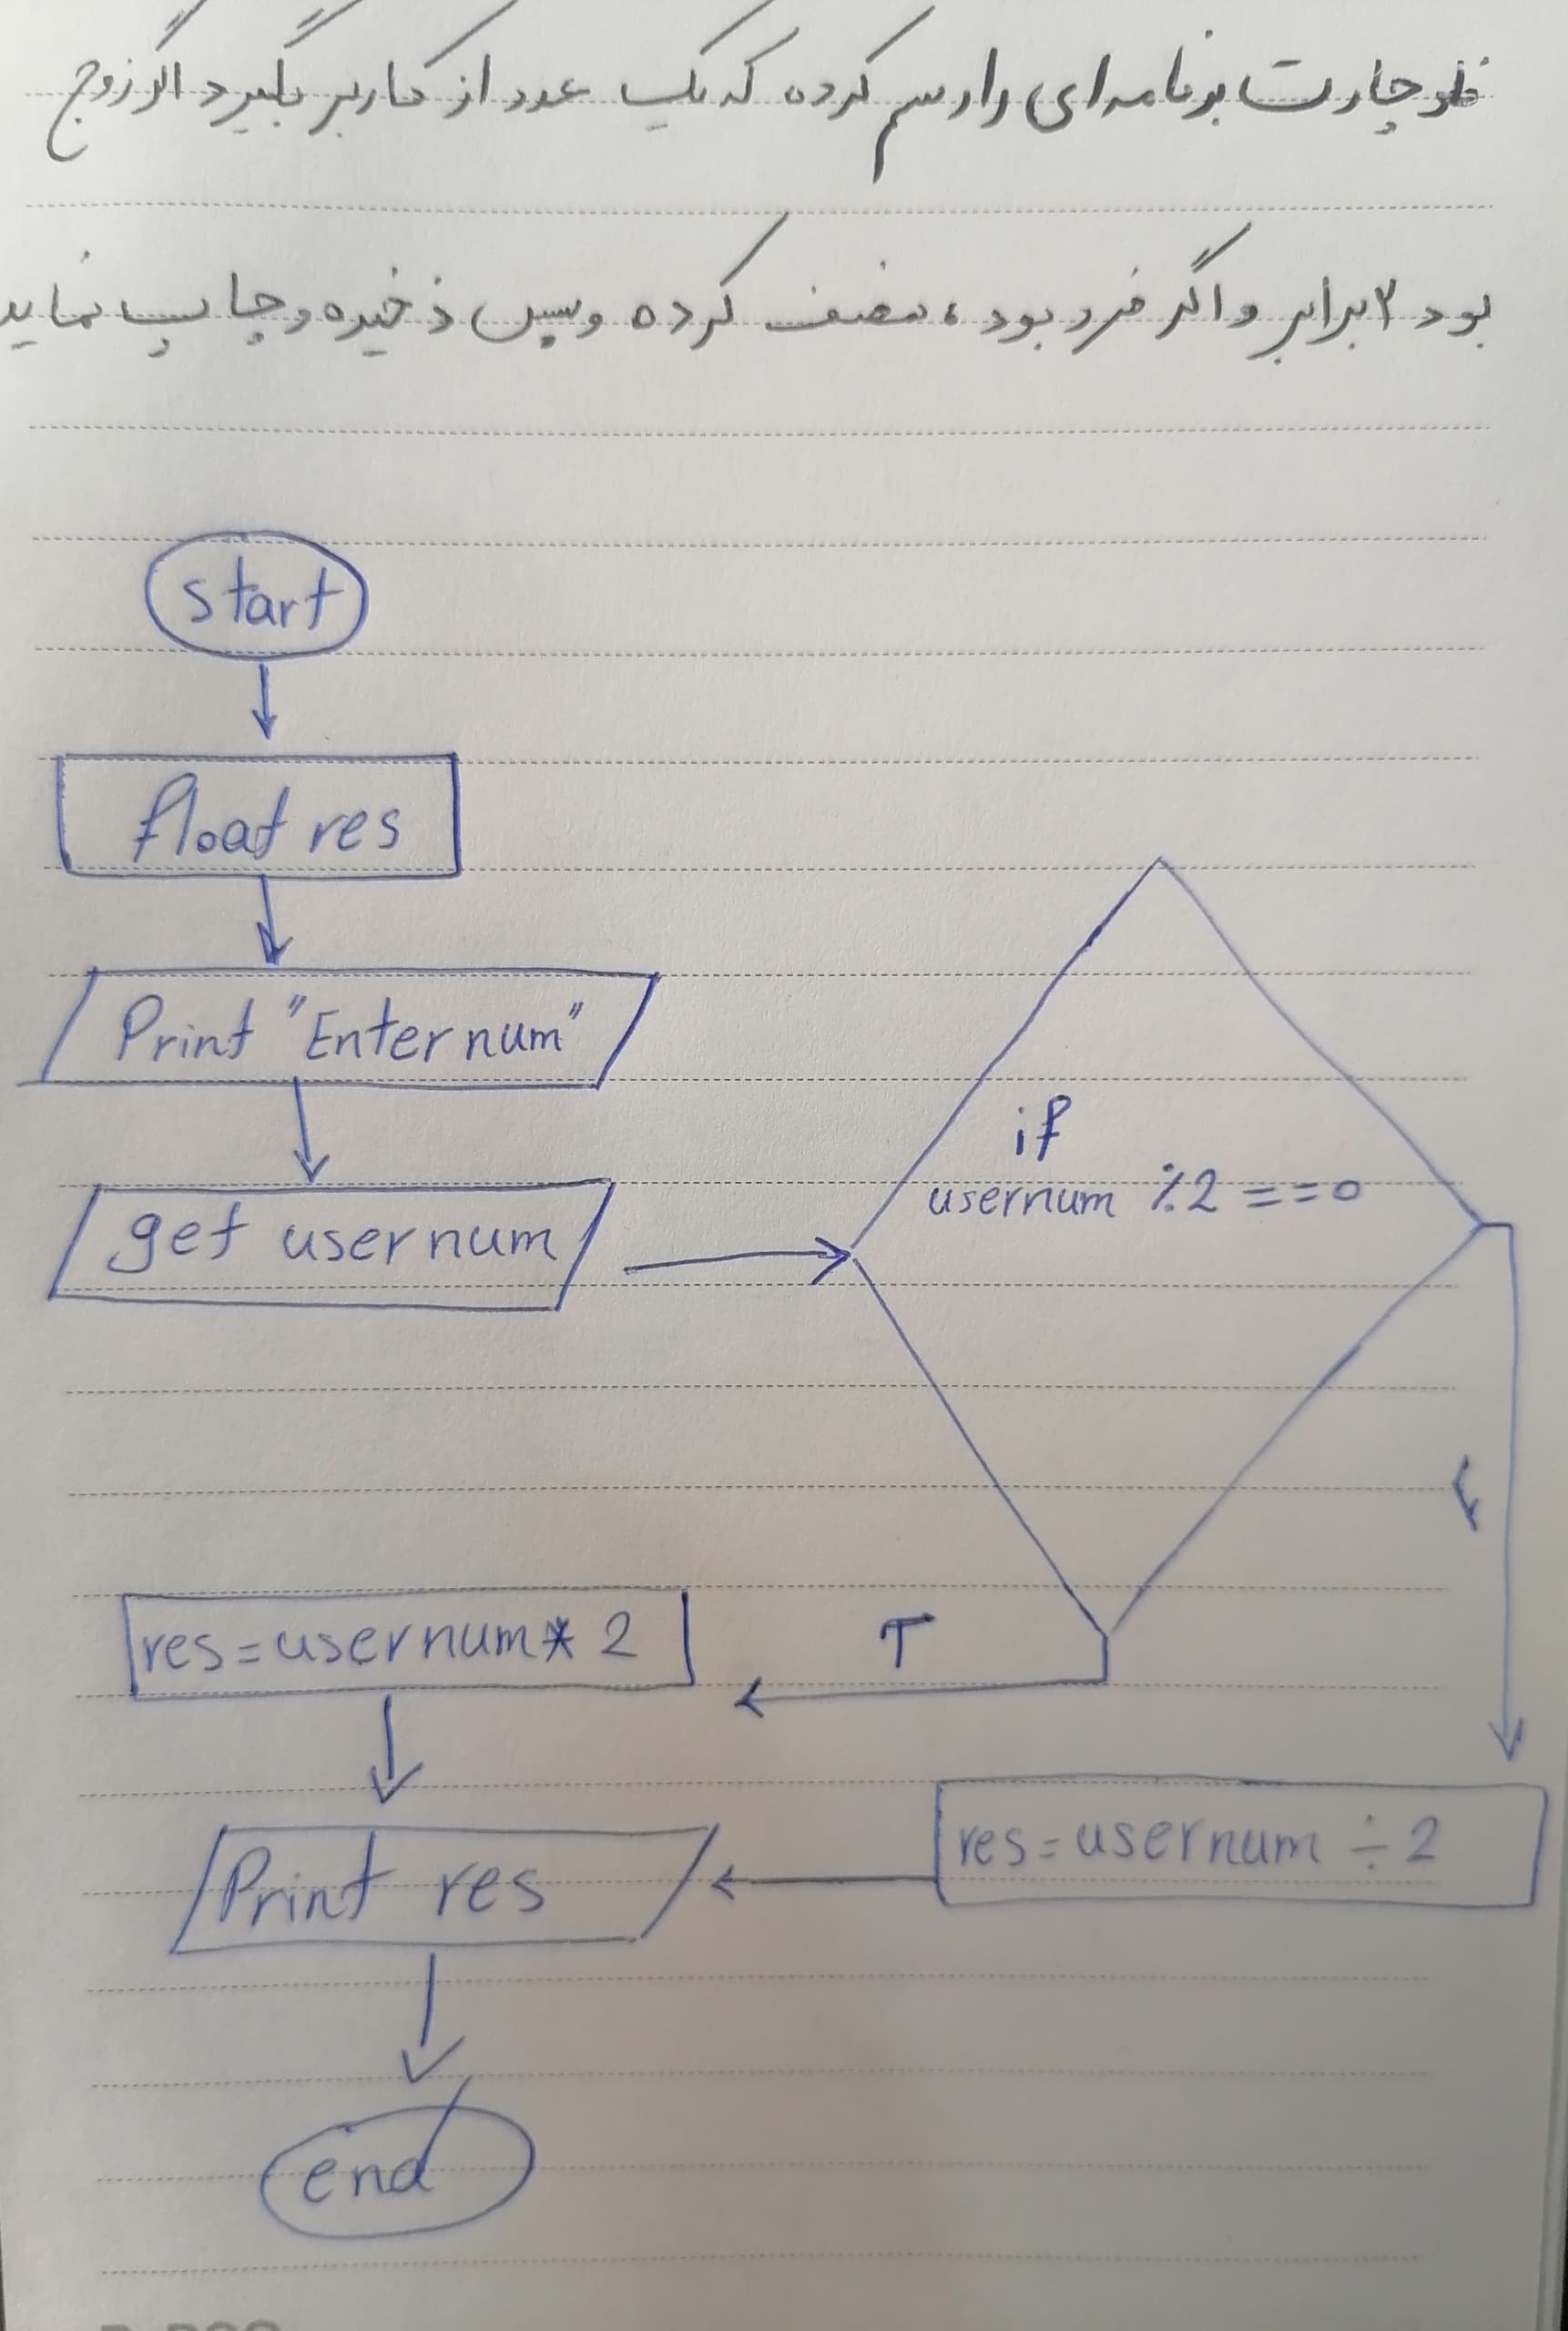 فلوچارت برنامه‌ای را رسم کرده که یک عدد از کاربر بگیرد اگر زوج
بود ۲ برابر و اگر فرد بود، نصف کرده و سپس ذخیره و چاپ نماید
start
float res
Print "Enter num"
get usernum
if
usernum %2 == 0
T
res = usernum * 2
res = usernum ÷ 2
Print res
end